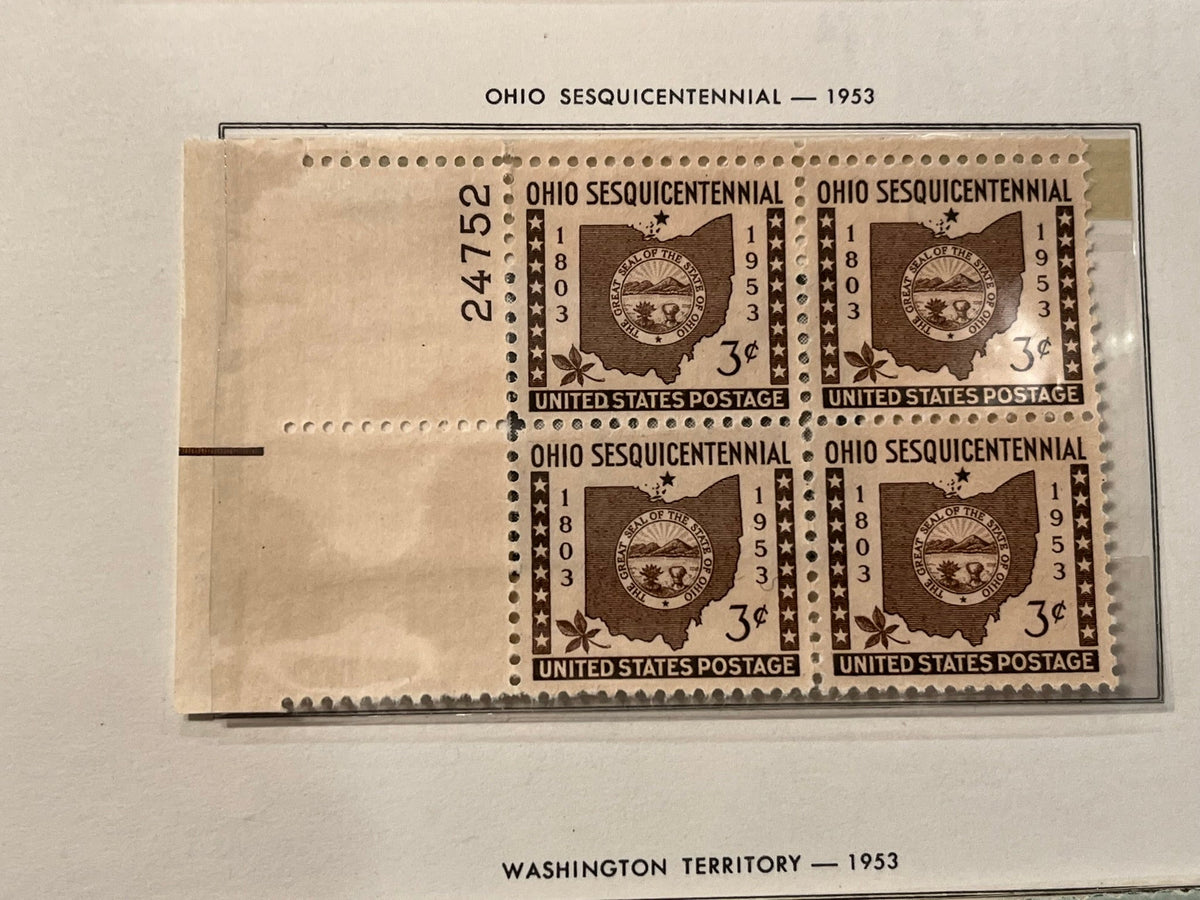 OHIO SESQUICENTENNIAL — 1953
24752
OHIO SESQUICENTENNIAL
1803
1953
THE GREAT SEAL OF THE STATE OF OHIO
3¢
UNITED STATES POSTAGE
OHIO SESQUICENTENNIAL
1803
1953
THE GREAT SEAL OF THE STATE OF OHIO
3¢
UNITED STATES POSTAGE
OHIO SESQUICENTENNIAL
1803
1953
THE GREAT SEAL OF THE STATE OF OHIO
3¢
UNITED STATES POSTAGE
OHIO SESQUICENTENNIAL
1803
1953
THE GREAT SEAL OF THE STATE OF OHIO
3¢
UNITED STATES POSTAGE
WASHINGTON TERRITORY — 1953